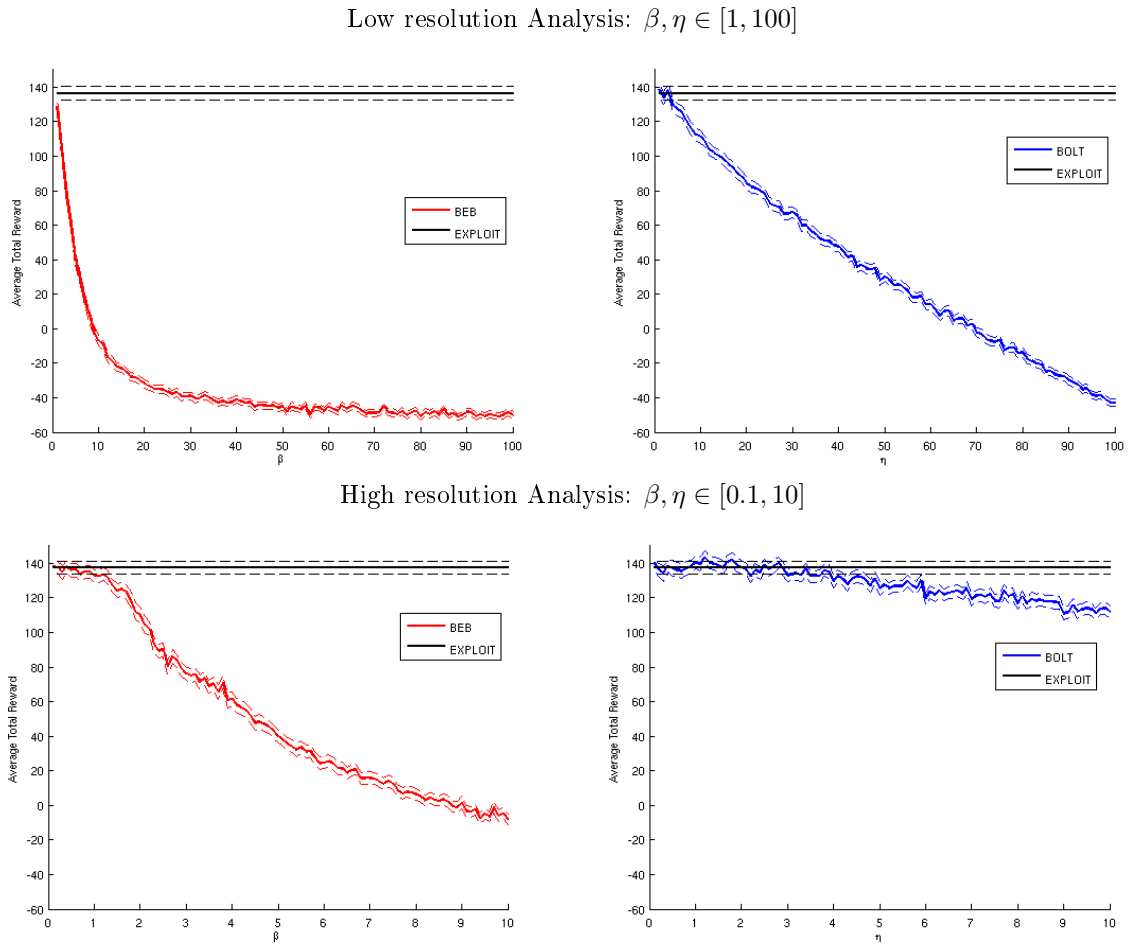 Low resolution Analysis: β, η ∈ [1, 100]
140
120
100
80
60
40
20
0
-20
-40
-60
Average Total Reward
BEB
EXPLOIT
0 10 20 30 40 50 60 70 80 90 100
β
140
120
100
80
60
40
20
0
-20
-40
-60
Average Total Reward
BOLT
EXPLOIT
0 10 20 30 40 50 60 70 80 90 100
η
High resolution Analysis: β, η ∈ [0.1, 10]
140
120
100
80
60
40
20
0
-20
-40
-60
Average Total Reward
BEB
EXPLOIT
0 1 2 3 4 5 6 7 8 9 10
β
140
120
100
80
60
40
20
0
-20
-40
-60
Average Total Reward
BOLT
EXPLOIT
0 1 2 3 4 5 6 7 8 9 10
η